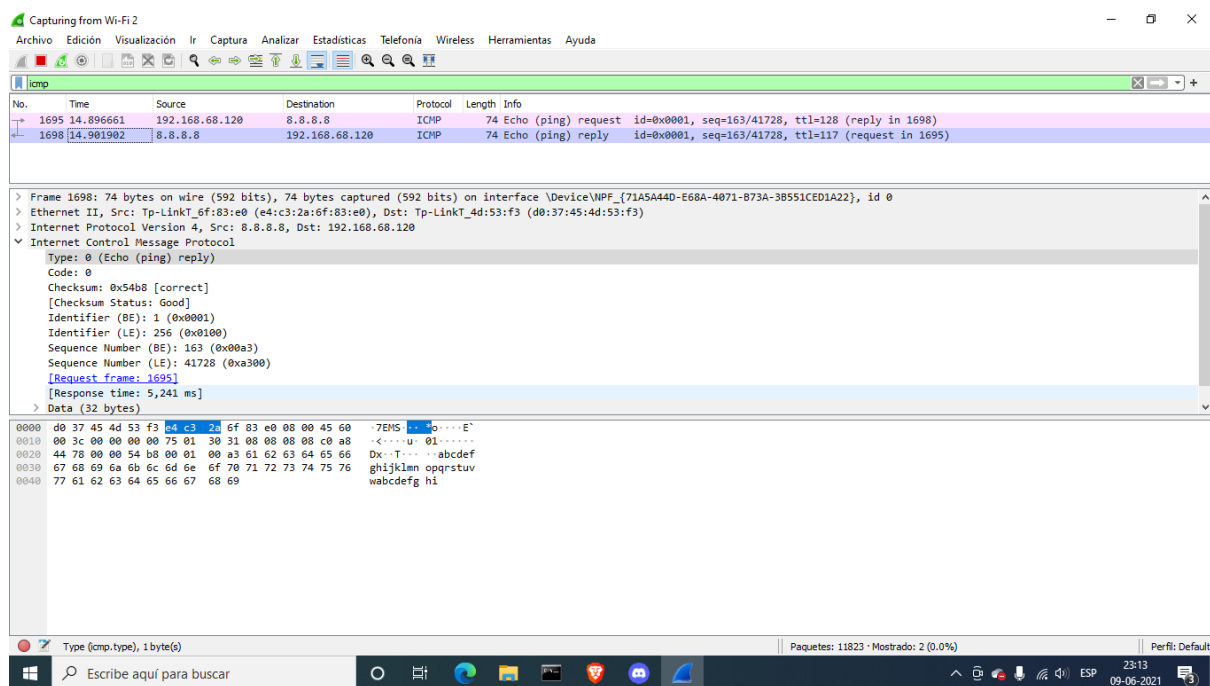 Capturing from Wi-Fi 2
Archivo Edición Visualización Ir Captura Analizar Estadísticas Telefonía Wireless Herramientas Ayuda
icmp
No. Time Source Destination Protocol Length Info
1695 14.896661 192.168.68.120 8.8.8.8 ICMP 74 Echo (ping) request id=0x0001, seq=163/41728, ttl=128 (reply in 1698)
1698 14.901902 8.8.8.8 192.168.68.120 ICMP 74 Echo (ping) reply id=0x0001, seq=163/41728, ttl=117 (request in 1695)
> Frame 1698: 74 bytes on wire (592 bits), 74 bytes captured (592 bits) on interface \Device\NPF_{71A5A44D-E68A-4071-B73A-3B551CED1A22}, id 0
> Ethernet II, Src: Tp-LinkT_6f:83:e0 (e4:c3:2a:6f:83:e0), Dst: Tp-LinkT_4d:53:f3 (d0:37:45:4d:53:f3)
> Internet Protocol Version 4, Src: 8.8.8.8, Dst: 192.168.68.120
Internet Control Message Protocol
Type: 0 (Echo (ping) reply)
Code: 0
Checksum: 0x54b8 [correct]
[Checksum Status: Good]
Identifier (BE): 1 (0x0001)
Identifier (LE): 256 (0x0100)
Sequence Number (BE): 163 (0x00a3)
Sequence Number (LE): 41728 (0xa300)
[Request frame: 1695]
[Response time: 5,241 ms]
> Data (32 bytes)
0000 d0 37 45 4d 53 f3 e4 c3 2a 6f 83 e0 08 00 45 60 ·7EMS··· *o····E`
0010 00 3c 00 00 00 00 75 01 30 31 08 08 08 08 c0 a8 ·<····u· 01······
0020 44 78 00 00 54 b8 00 01 00 a3 61 62 63 64 65 66 Dx··T··· ··abcdef
0030 67 68 69 6a 6b 6c 6d 6e 6f 70 71 72 73 74 75 76 ghijklmn opqrstuv
0040 77 61 62 63 64 65 66 67 68 69 wabcdefg hi
Type (icmp.type), 1 byte(s) Paquetes: 11823 · Mostrado: 2 (0.0%) Perfil: Default
Escribe aquí para buscar
ESP
23:13
09-06-2021
3